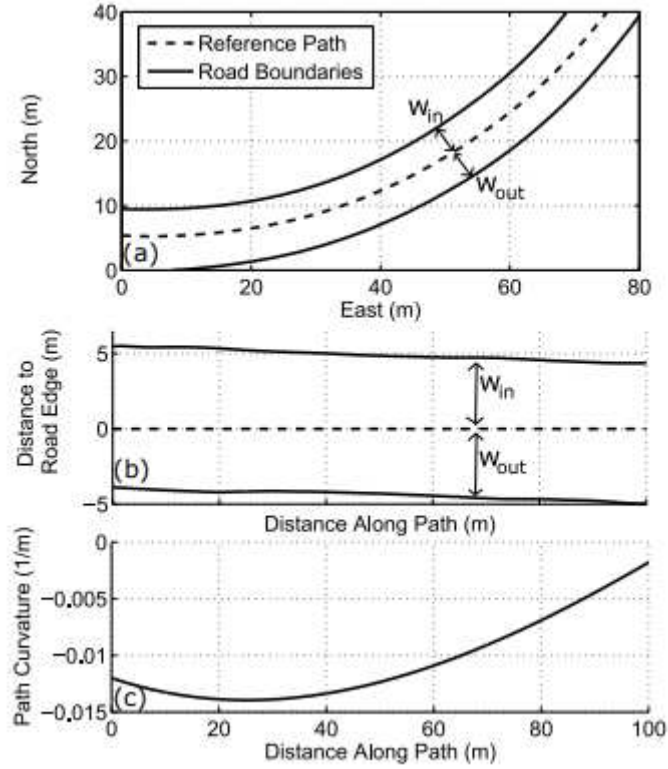 40
30
20
10
0
North (m)
Reference Path
Road Boundaries
W_in
W_out
(a)
0 20 40 60 80
East (m)
5
0
−5
Distance to
Road Edge (m)
W_in
W_out
(b)
Distance Along Path (m)
0
−0.005
−0.01
−0.015
Path Curvature (1/m)
(c)
0 20 40 60 80 100
Distance Along Path (m)